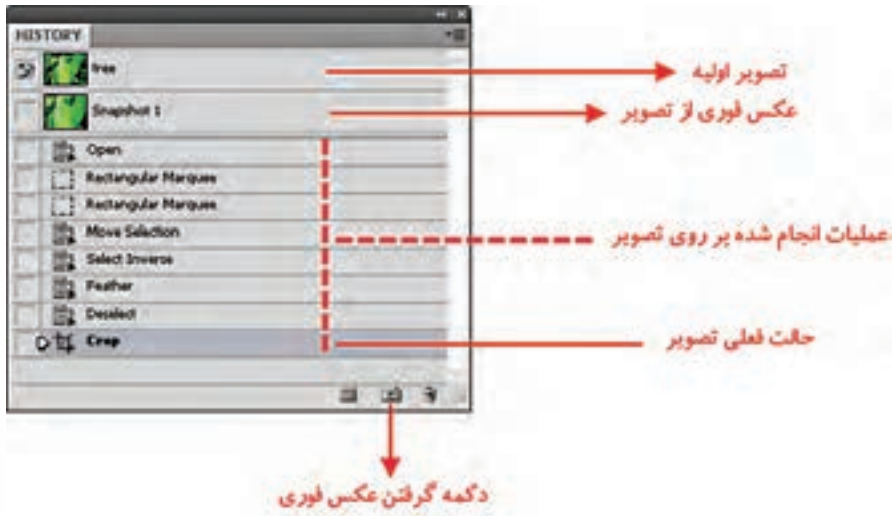 HISTORY
tree
تصویر اولیه
Snapshot 1
عکس فوری از تصویر
Open
Rectangular Marquee
Rectangular Marquee
Move Selection
عملیات انجام شده بر روی تصویر
Select Inverse
Feather
Deselect
Crop
حالت فعلی تصویر
دکمه گرفتن عکس فوری